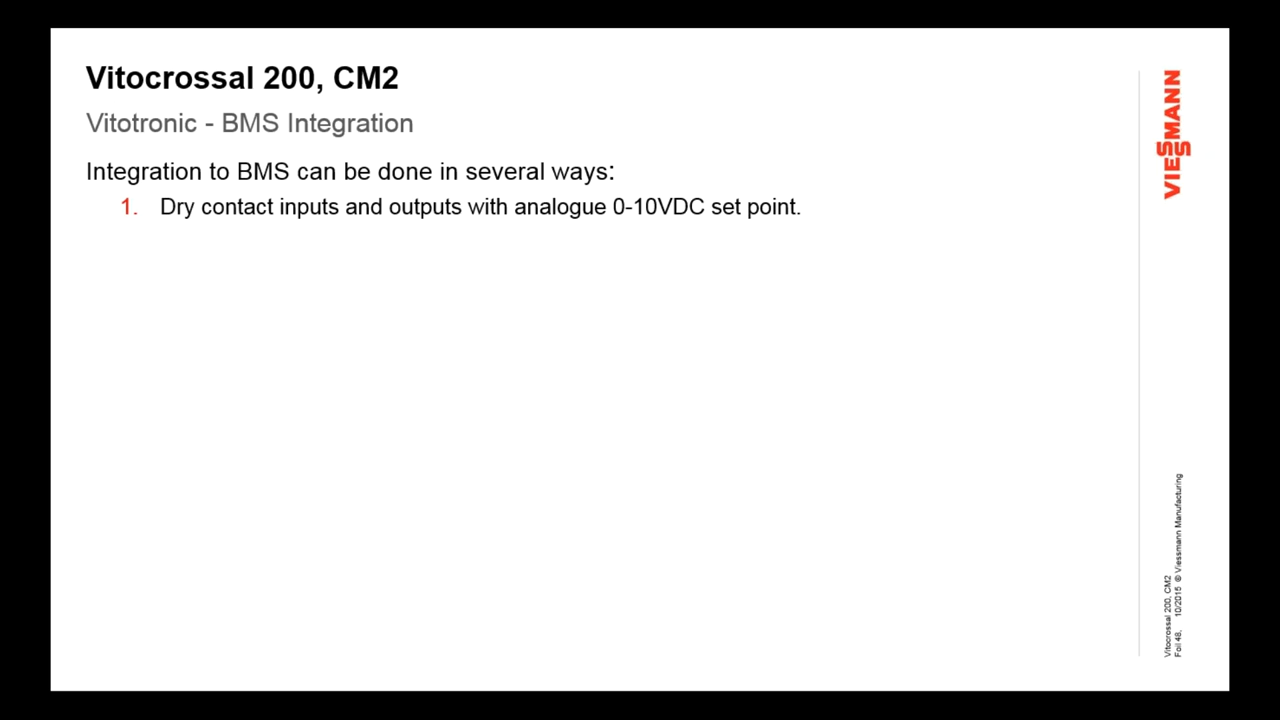 Vitocrossal 200, CM2
Vitotronic - BMS Integration
Integration to BMS can be done in several ways:
1. Dry contact inputs and outputs with analogue 0-10VDC set point.
VIESSMANN
Vitocrossal 200, CM2
Foil 48, 10/2015 © Viessmann Manufacturing